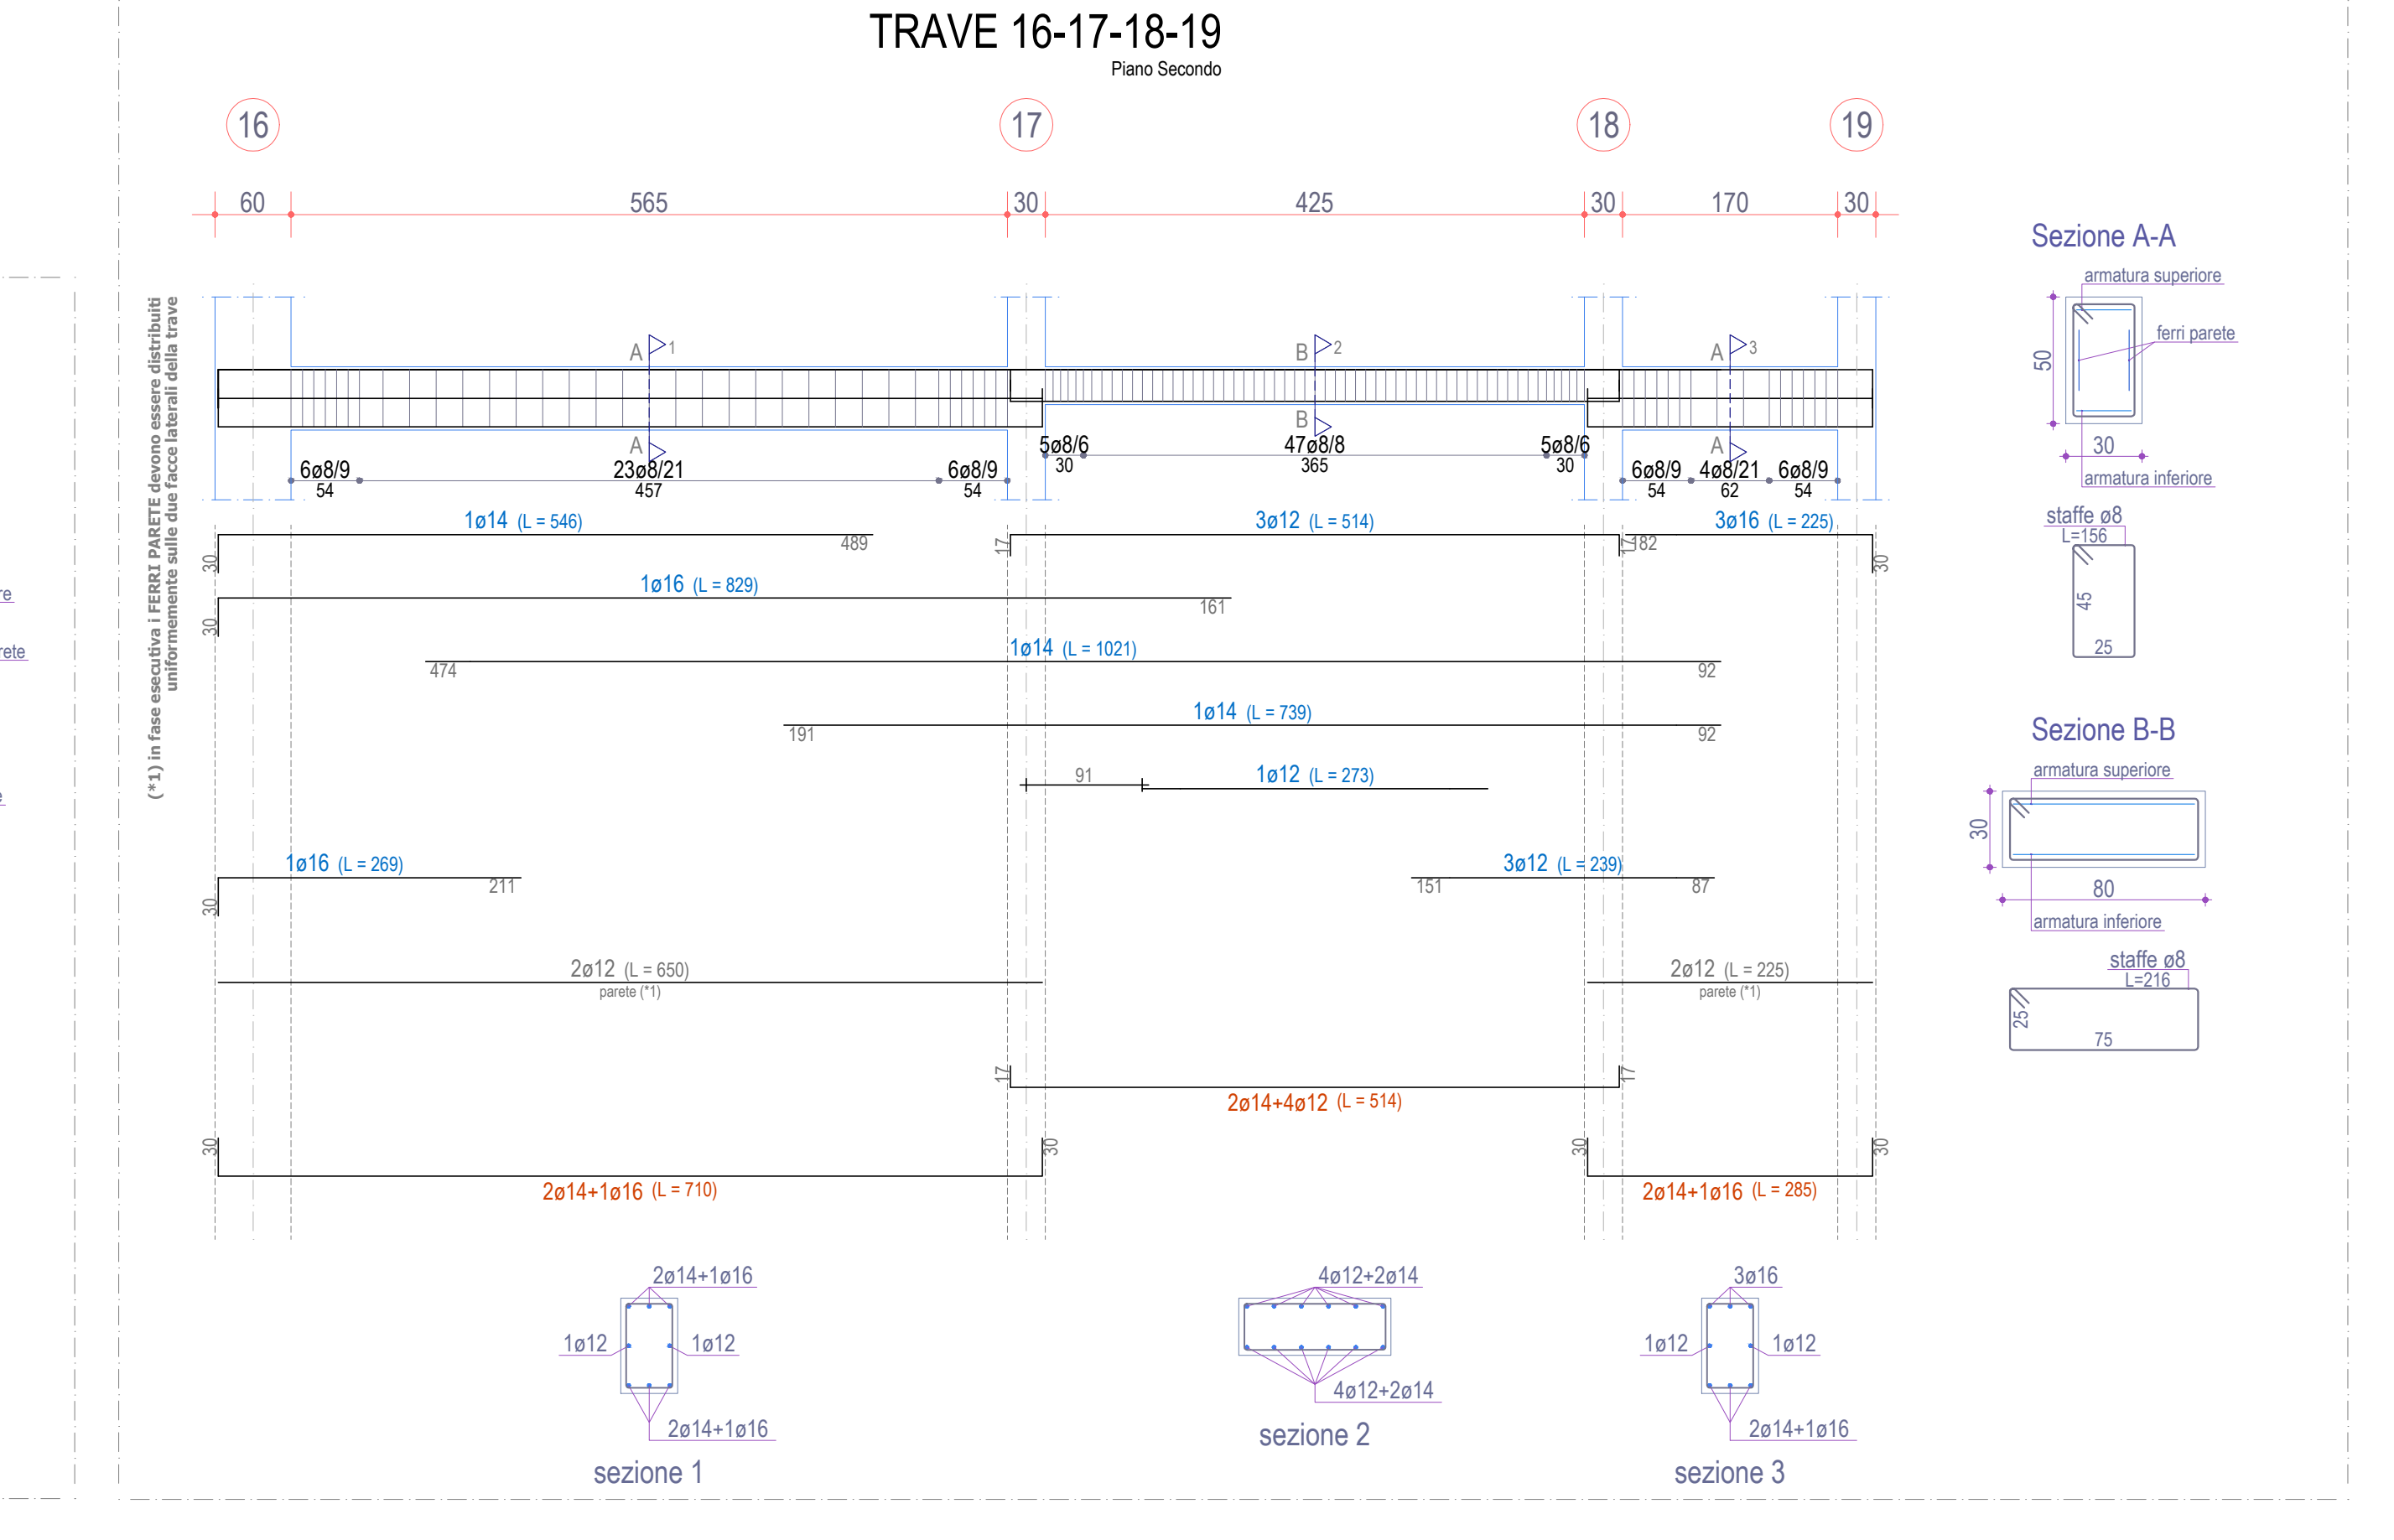 TRAVE 16-17-18-19
Piano Secondo
16
17
18
19
60
565
30
425
30
170
30
(*1) in fase esecutiva i FERRI PARETE devono essere distribuiti
uniformemente sulle due facce laterali della trave
A
1
B
2
A
3
A
B
A
6ø8/9
54
23ø8/21
457
6ø8/9
54
5ø8/6
30
47ø8/8
365
5ø8/6
30
6ø8/9
54
4ø8/21
62
6ø8/9
54
1ø14 (L = 546)
30
489
3ø12 (L = 514)
17
17
3ø16 (L = 225)
182
30
1ø16 (L = 829)
30
161
1ø14 (L = 1021)
474
92
1ø14 (L = 739)
191
92
91
1ø12 (L = 273)
1ø16 (L = 269)
30
211
3ø12 (L = 239)
151
87
2ø12 (L = 650)
parete (*1)
2ø12 (L = 225)
parete (*1)
17
17
2ø14+4ø12 (L = 514)
30
30
2ø14+1ø16 (L = 710)
30
30
2ø14+1ø16 (L = 285)
2ø14+1ø16
1ø12
1ø12
2ø14+1ø16
sezione 1
4ø12+2ø14
4ø12+2ø14
sezione 2
3ø16
1ø12
1ø12
2ø14+1ø16
sezione 3
Sezione A-A
armatura superiore
ferri parete
50
30
armatura inferiore
staffe ø8
L=156
45
25
Sezione B-B
armatura superiore
30
80
armatura inferiore
staffe ø8
L=216
25
75
re
rete
e